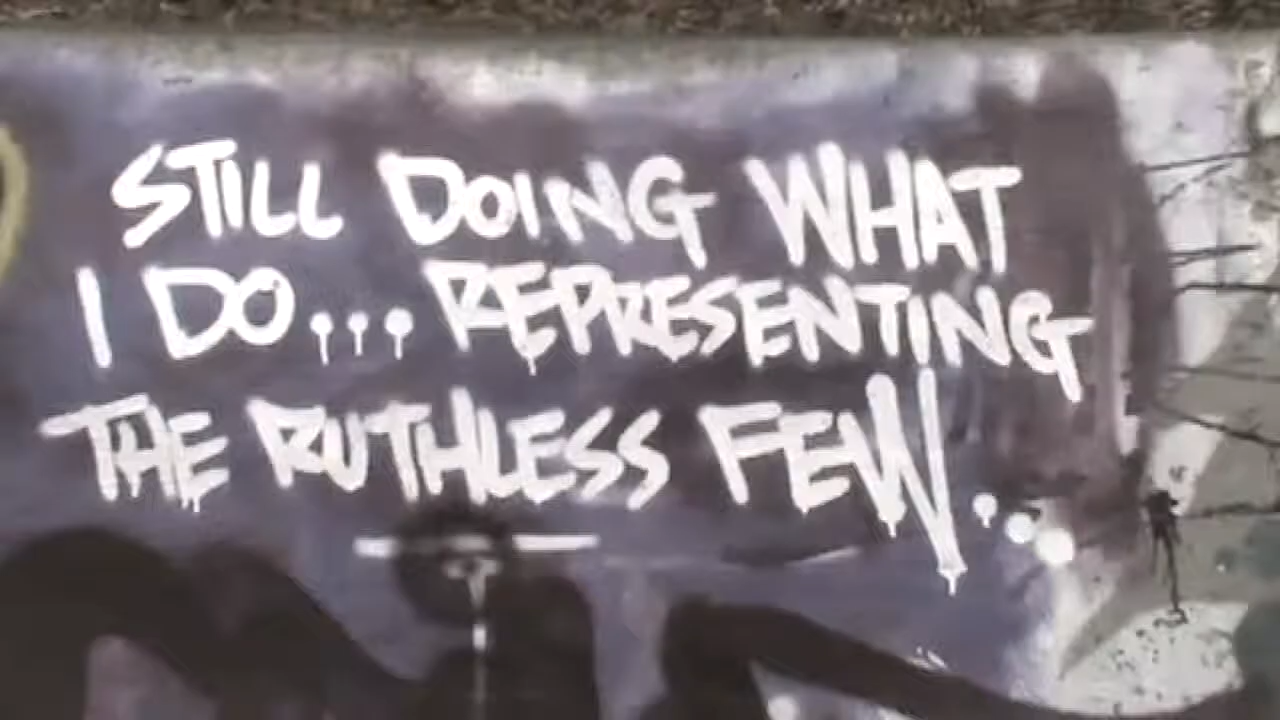 STILL DOING WHAT
I DO... REPRESENTING
THE RUTHLESS FEW...